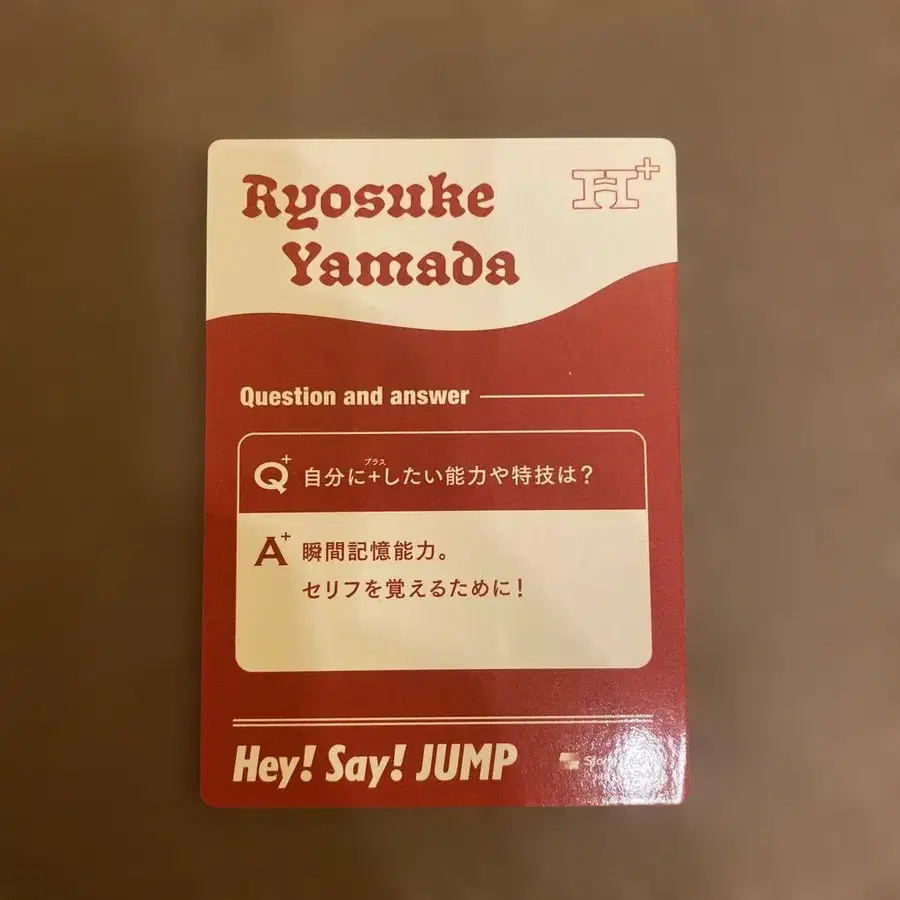 Ryosuke
Yamada
H+
Question and answer
Q+ 自分に+したい能力や特技は？
プラス
A+ 瞬間記憶能力。
セリフを覚えるために！
Hey! Say! JUMP